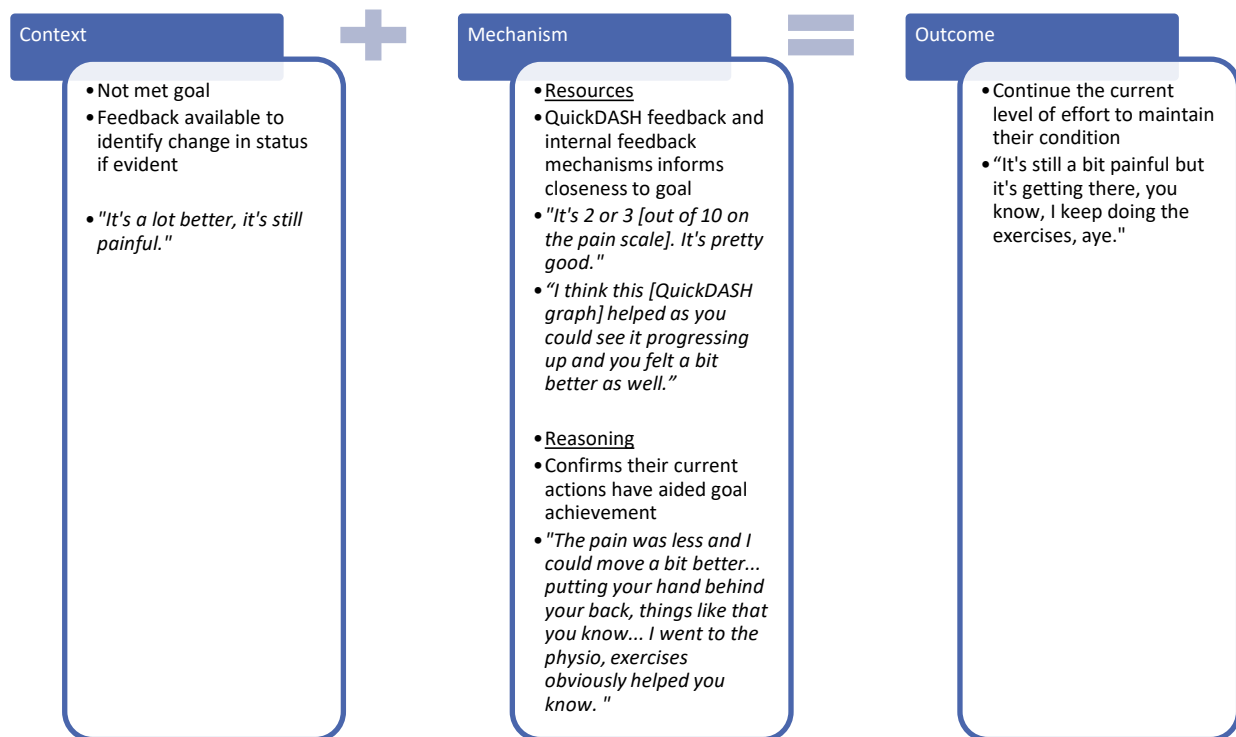 Context
• Not met goal
• Feedback available to
identify change in status
if evident
• "It's a lot better, it's still
painful."
Mechanism
• Resources
• QuickDASH feedback and
internal feedback
mechanisms informs
closeness to goal
• "It's 2 or 3 [out of 10 on
the pain scale]. It's pretty
good."
• “I think this [QuickDASH
graph] helped as you
could see it progressing
up and you felt a bit
better as well.”
• Reasoning
• Confirms their current
actions have aided goal
achievement
• "The pain was less and I
could move a bit better...
putting your hand behind
your back, things like that
you know... I went to the
physio, exercises
obviously helped you
know. "
Outcome
• Continue the current
level of effort to maintain
their condition
• “It's still a bit painful but
it's getting there, you
know, I keep doing the
exercises, aye."